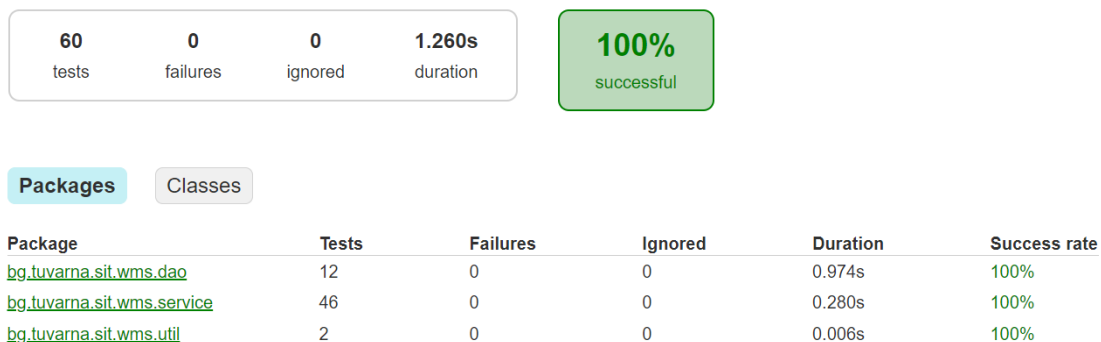 60 0 0 1.260s
tests failures ignored duration
100%
successful
Packages Classes
Package Tests Failures Ignored Duration Success rate
bg.tuvarna.sit.wms.dao 12 0 0 0.974s 100%
bg.tuvarna.sit.wms.service 46 0 0 0.280s 100%
bg.tuvarna.sit.wms.util 2 0 0 0.006s 100%